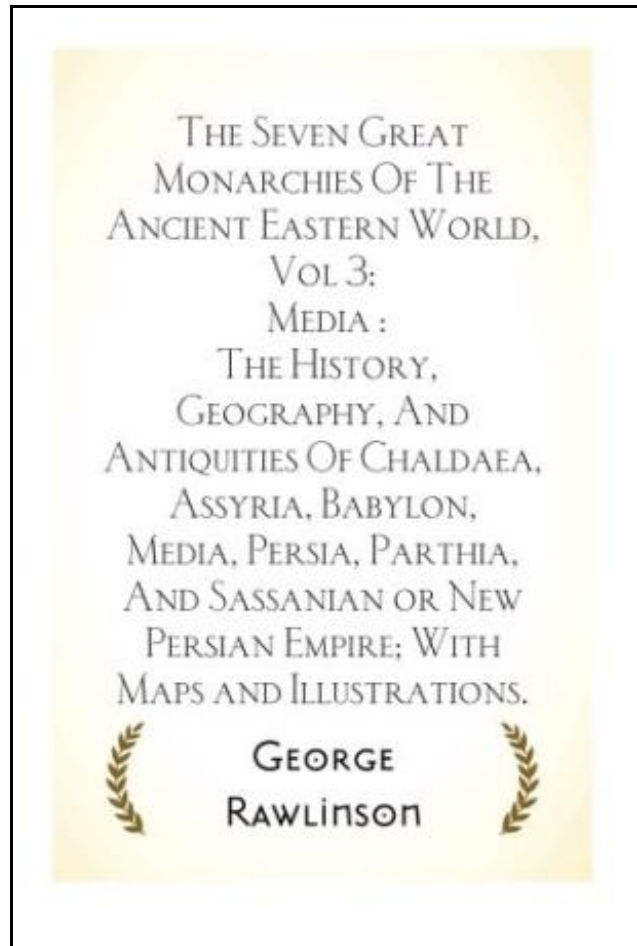 The Seven Great
Monarchies Of The
Ancient Eastern World,
Vol 3:
Media :
The History,
Geography, And
Antiquities Of Chaldaea,
Assyria, Babylon,
Media, Persia, Parthia,
And Sassanian or New
Persian Empire; With
Maps and Illustrations.
George
Rawlinson